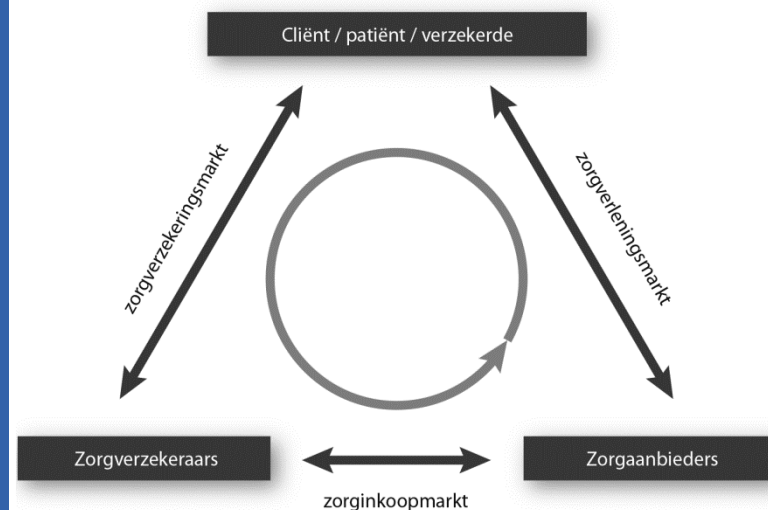 Cliënt / patiënt / verzekerde
zorgverzekeringsmarkt
zorgverleningsmarkt
Zorgverzekeraars
Zorgaanbieders
zorginkoopmarkt